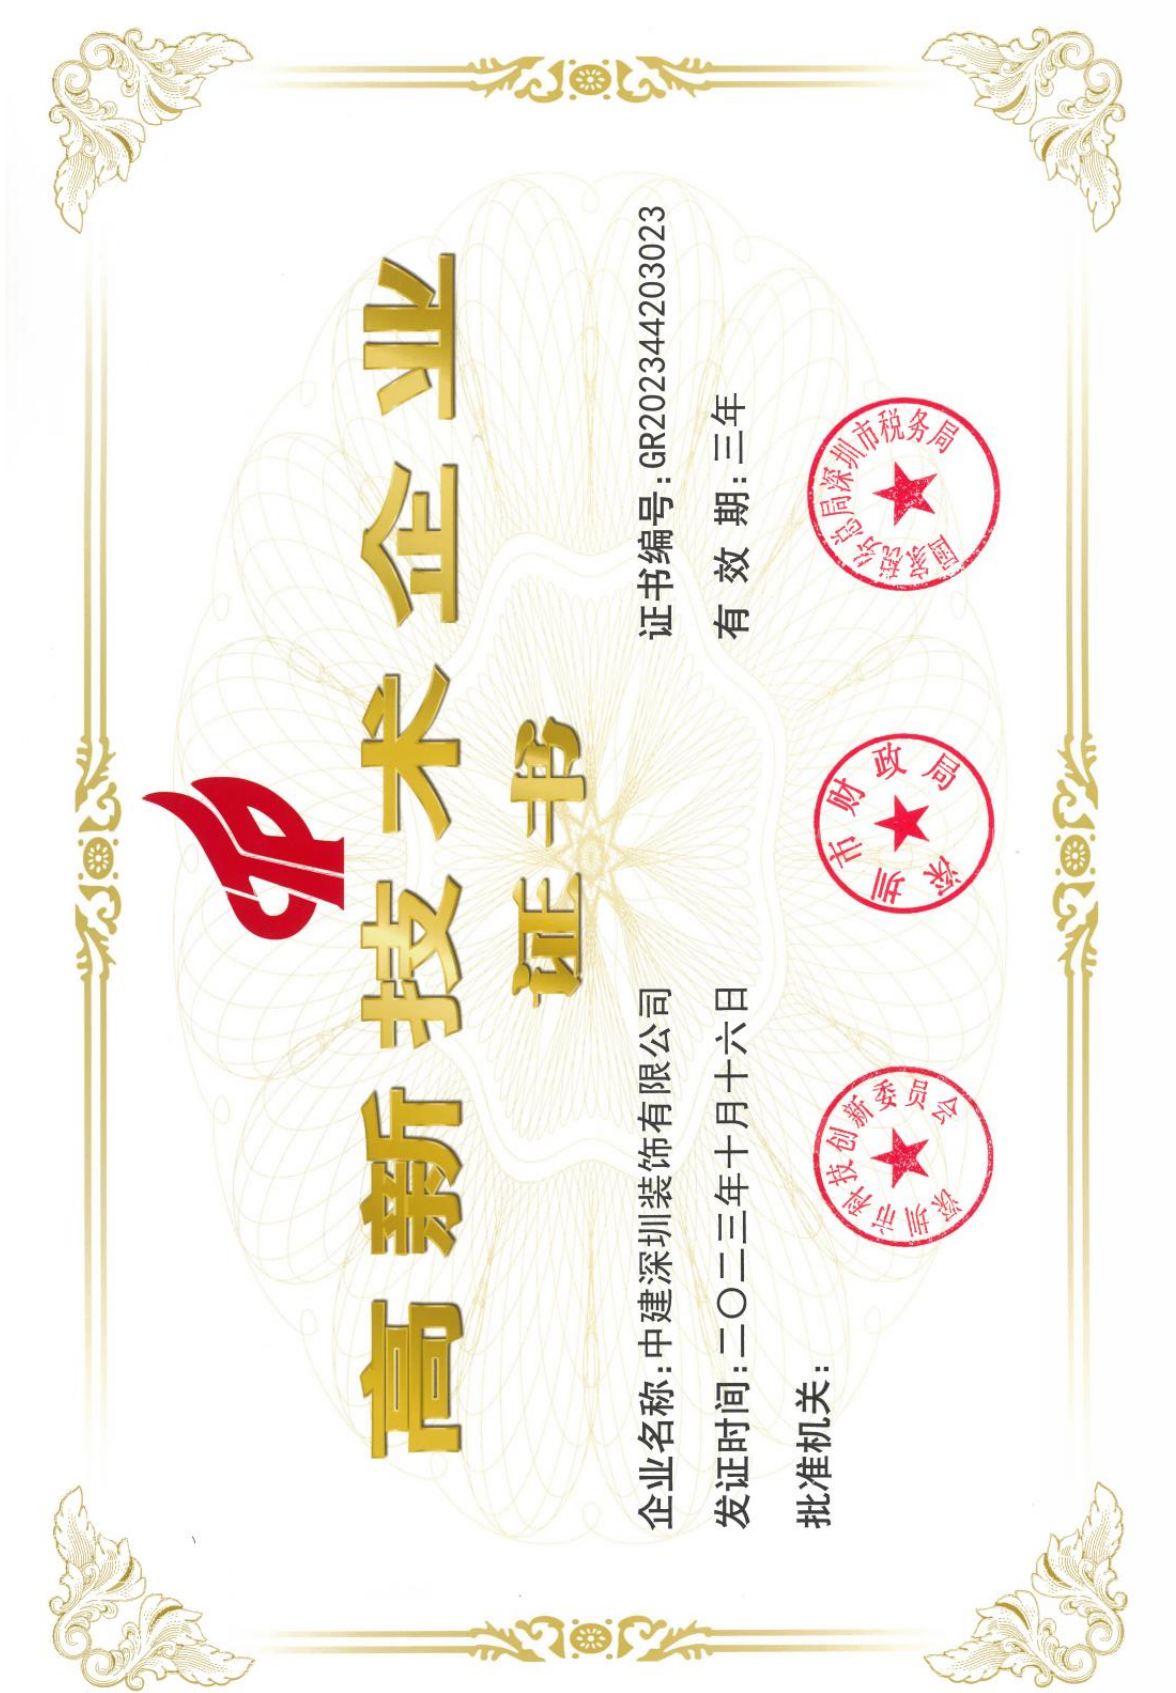 高新技术企业
证书
企业名称：中建深圳装饰有限公司
证书编号：GR202344203023
发证时间：二〇二三年十月十六日
有效期：三年
批准机关：
深圳市科技创新委员会
深圳市财政局
国家税务总局深圳市税务局